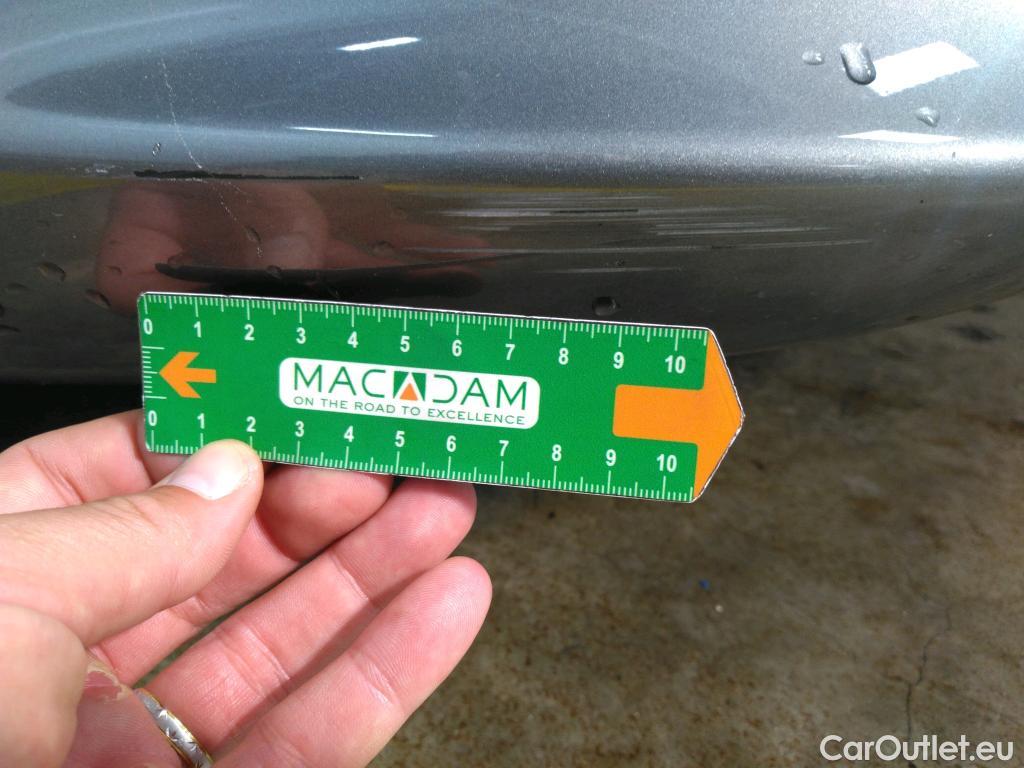 0 1 2 3 4 5 6 7 8 9 10
MACADAM
ON THE ROAD TO EXCELLENCE
0 1 2 3 4 5 6 7 8 9 10
CarOutlet.eu